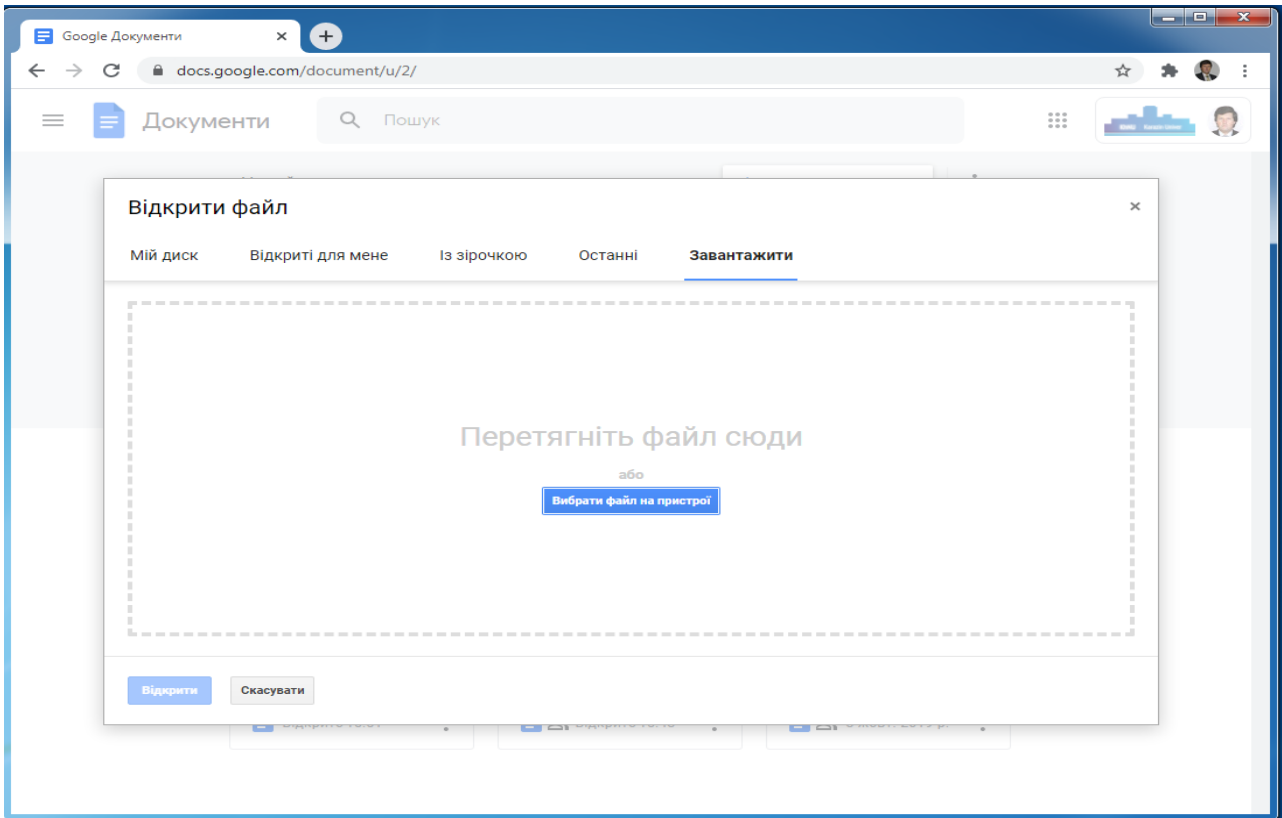 Google Документи
docs.google.com/document/u/2/
Документи
Пошук
Відкрити файл
Мій диск Відкриті для мене Із зірочкою Останні Завантажити
Перетягніть файл сюди
або
Вибрати файл на пристрої
Відкрити Скасувати